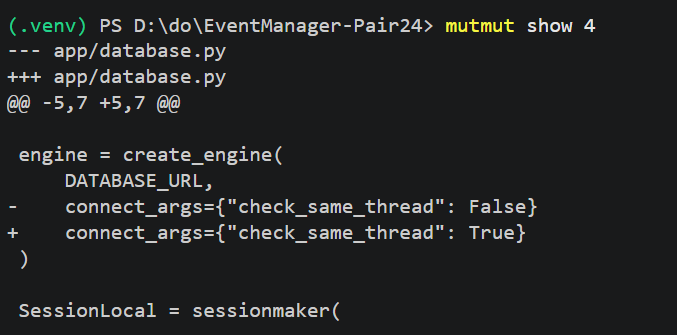 (.venv) PS D:\do\EventManager-Pair24> mutmut show 4
--- app/database.py
+++ app/database.py
@@ -5,7 +5,7 @@
 engine = create_engine(
     DATABASE_URL,
-    connect_args={"check_same_thread": False}
+    connect_args={"check_same_thread": True}
 )
 SessionLocal = sessionmaker(